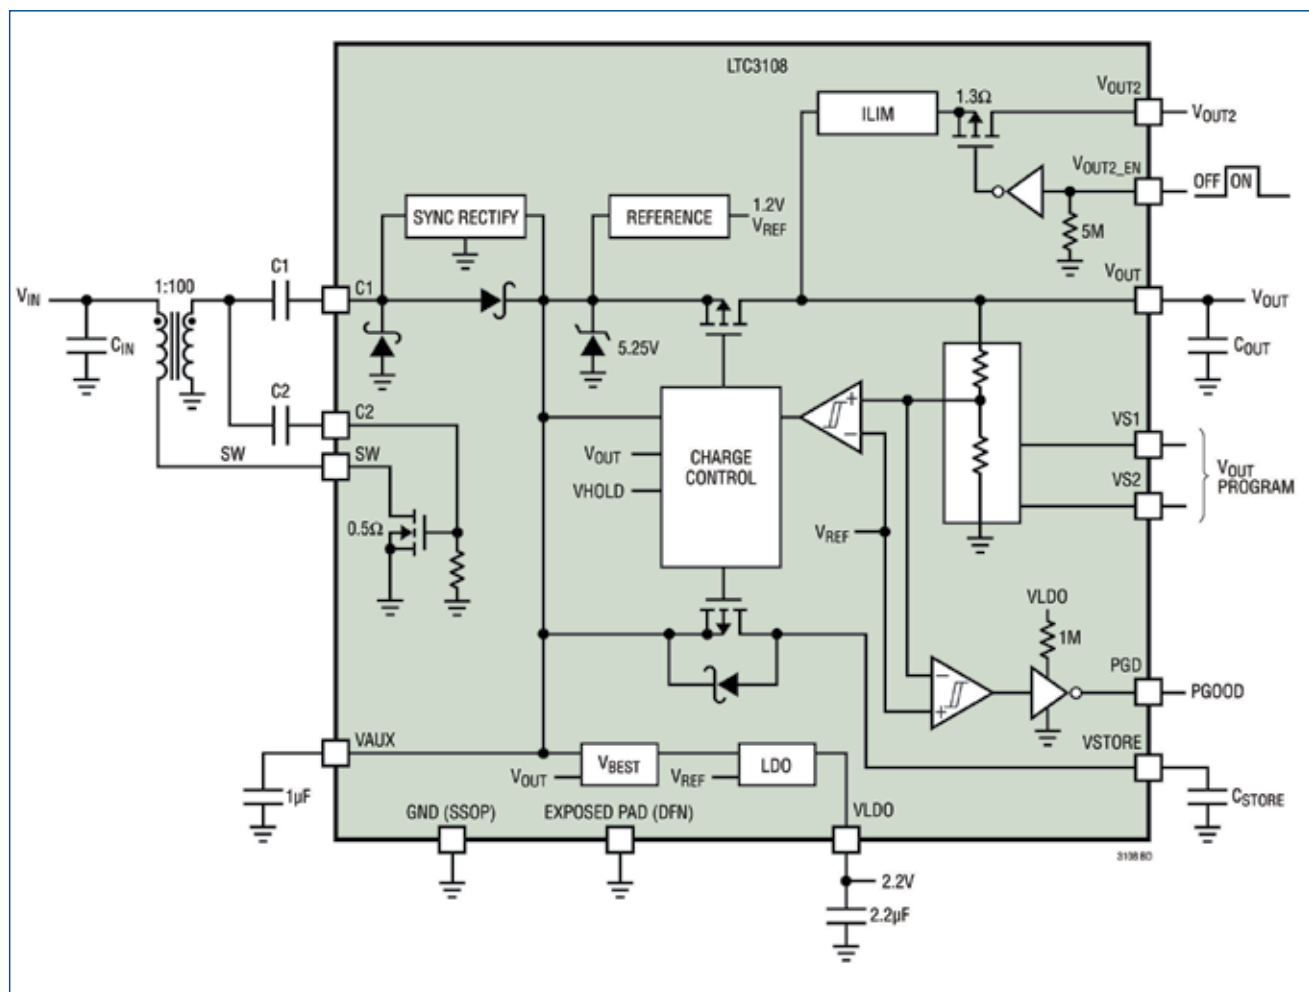 LTC3108
VOUT2
1.3Ω
ILIM
VOUT2
VOUT2_EN
OFF ON
5M
SYNC RECTIFY
REFERENCE
1.2V
VREF
VOUT
C1
1:100
C1
VIN
VOUT
CIN
5.25V
COUT
C2
C2
SW
SW
0.5Ω
VOUT
VHOLD
CHARGE
CONTROL
+
−
VREF
VS1
VS2
VOUT
PROGRAM
VLDO
1M
PGD
PGOOD
−
+
VSTORE
CSTORE
VAUX
1µF
VOUT
VBEST
VREF
LDO
VLDO
GND (SSOP)
EXPOSED PAD (DFN)
3108 BD
2.2V
2.2µF